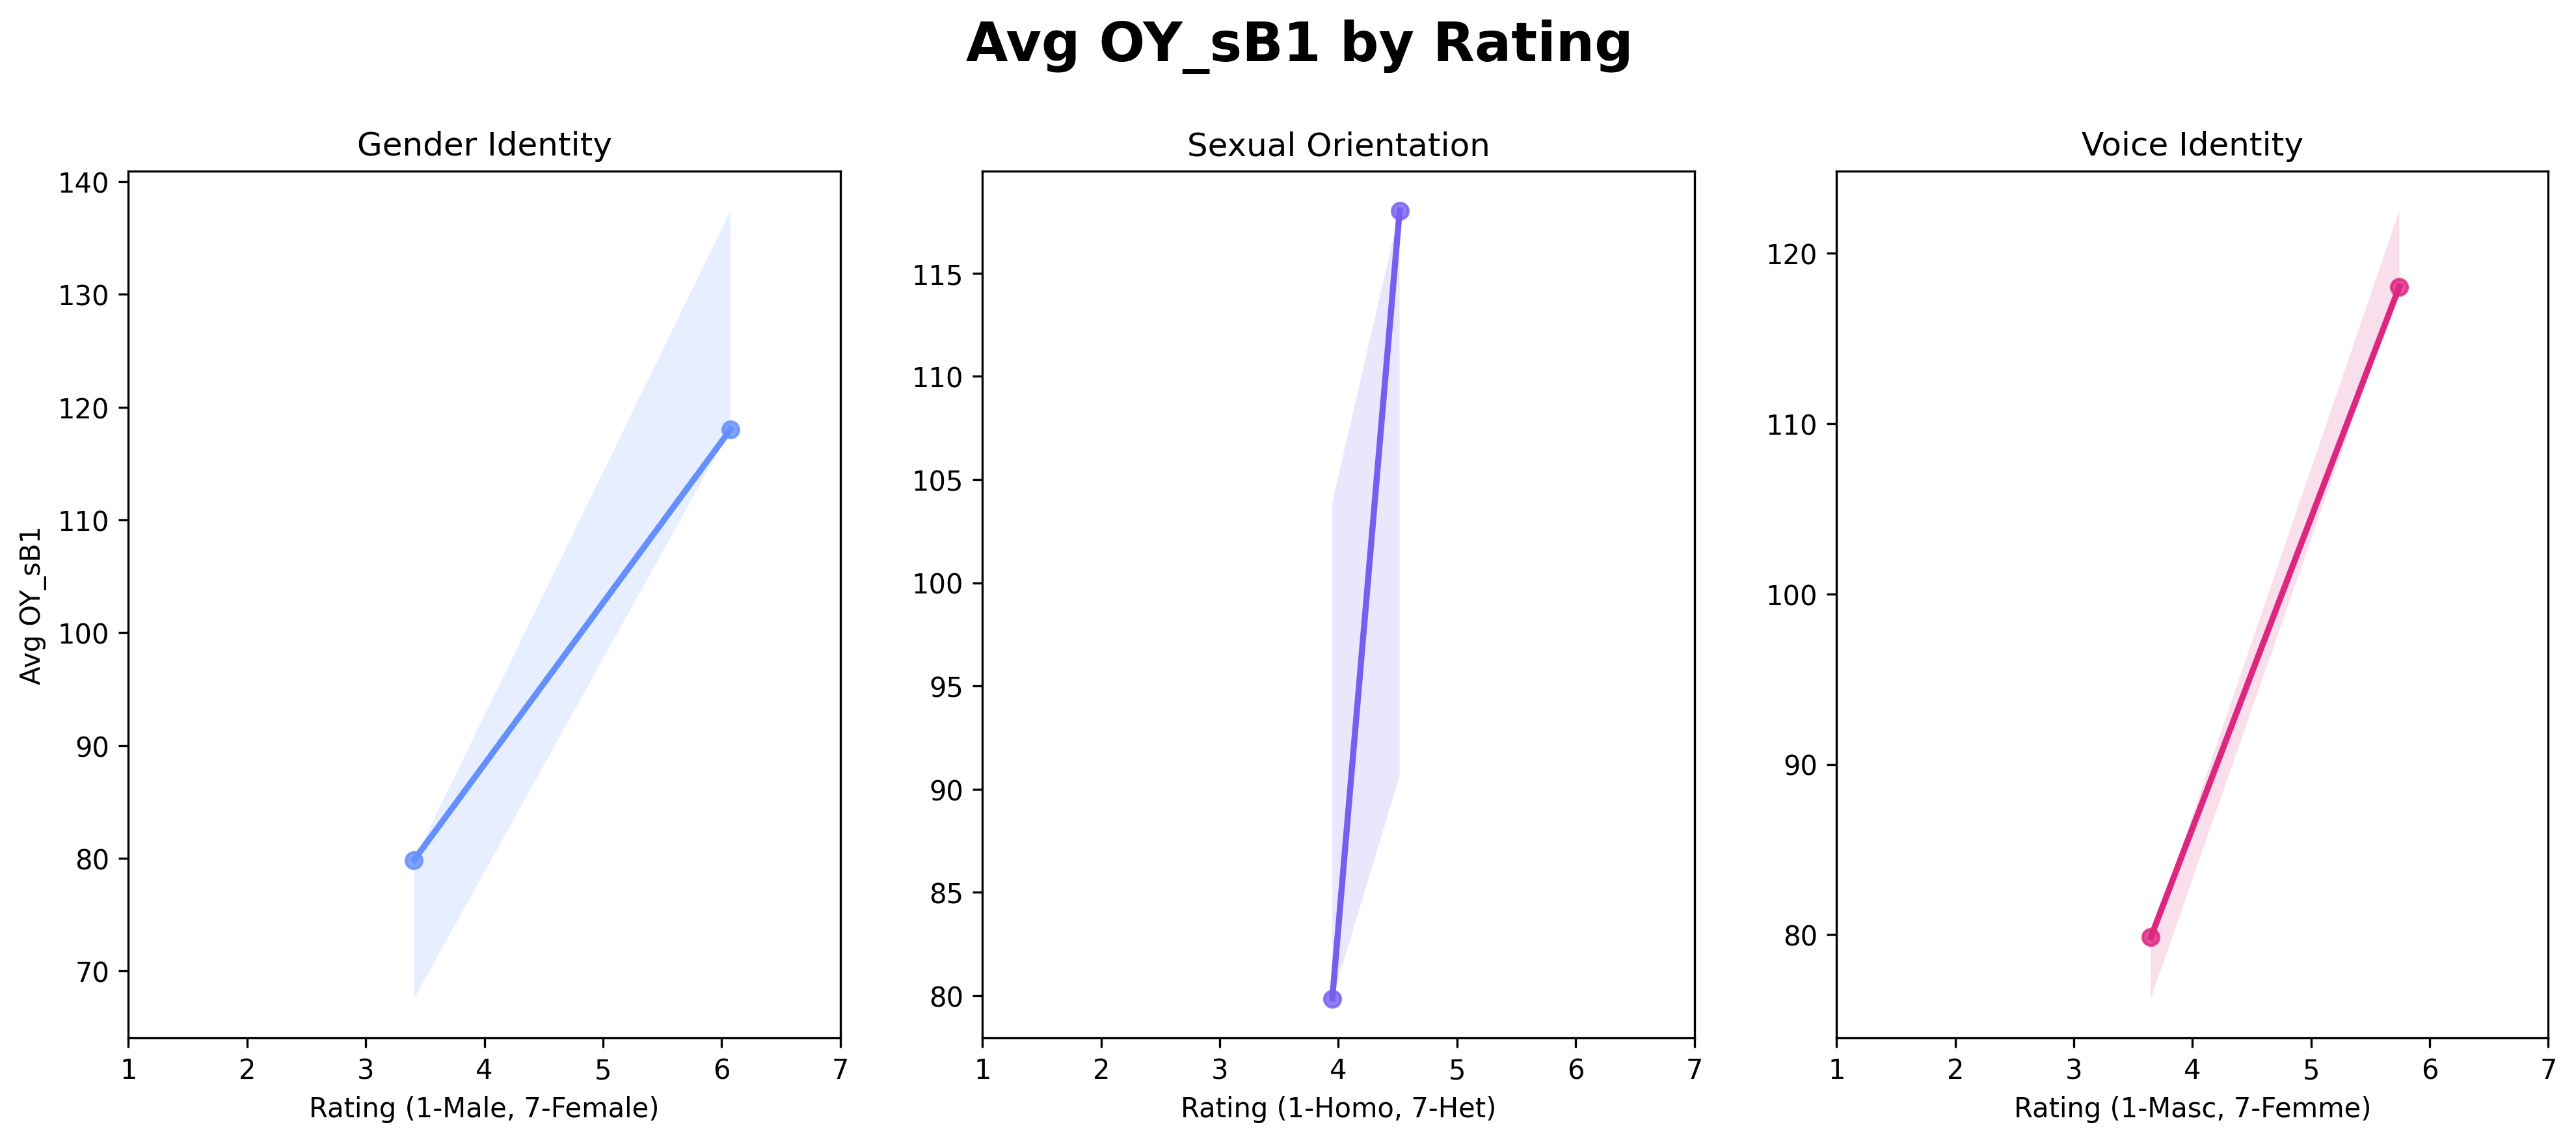 Avg OY_sB1 by Rating
Gender Identity
140
130
120
110
100
90
80
70
Avg OY_sB1
1 2 3 4 5 6 7
Rating (1-Male, 7-Female)
Sexual Orientation
115
110
105
100
95
90
85
80
1 2 3 4 5 6 7
Rating (1-Homo, 7-Het)
Voice Identity
120
110
100
90
80
1 2 3 4 5 6 7
Rating (1-Masc, 7-Femme)